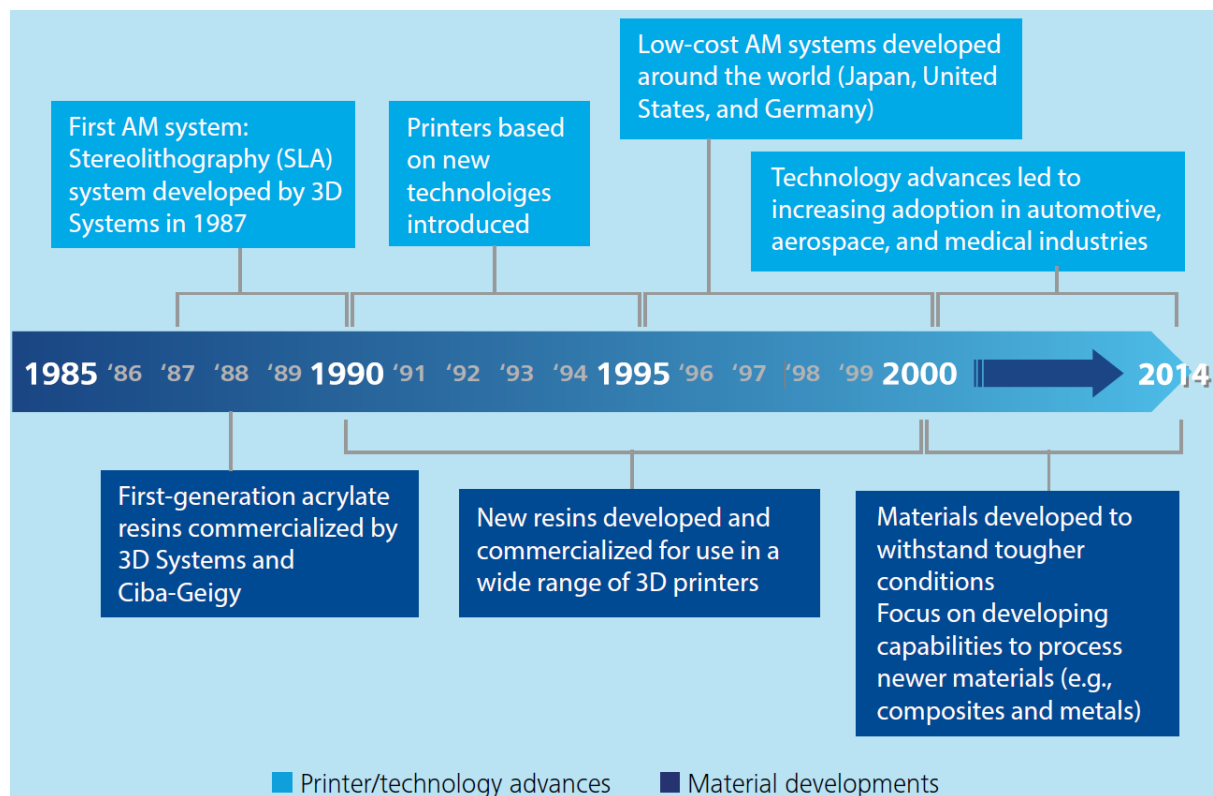 Low-cost AM systems developed
around the world (Japan, United
States, and Germany)
First AM system:
Stereolithography (SLA)
system developed by 3D
Systems in 1987
Printers based
on new
technoloiges
introduced
Technology advances led to
increasing adoption in automotive,
aerospace, and medical industries
1985 ‘86 ‘87 ‘88 ‘89 1990 ‘91 ‘92 ‘93 ‘94 1995 ‘96 ‘97 ‘98 ‘99 2000 2014
First-generation acrylate
resins commercialized by
3D Systems and
Ciba-Geigy
New resins developed and
commercialized for use in a
wide range of 3D printers
Materials developed to
withstand tougher
conditions
Focus on developing
capabilities to process
newer materials (e.g.,
composites and metals)
Printer/technology advances Material developments